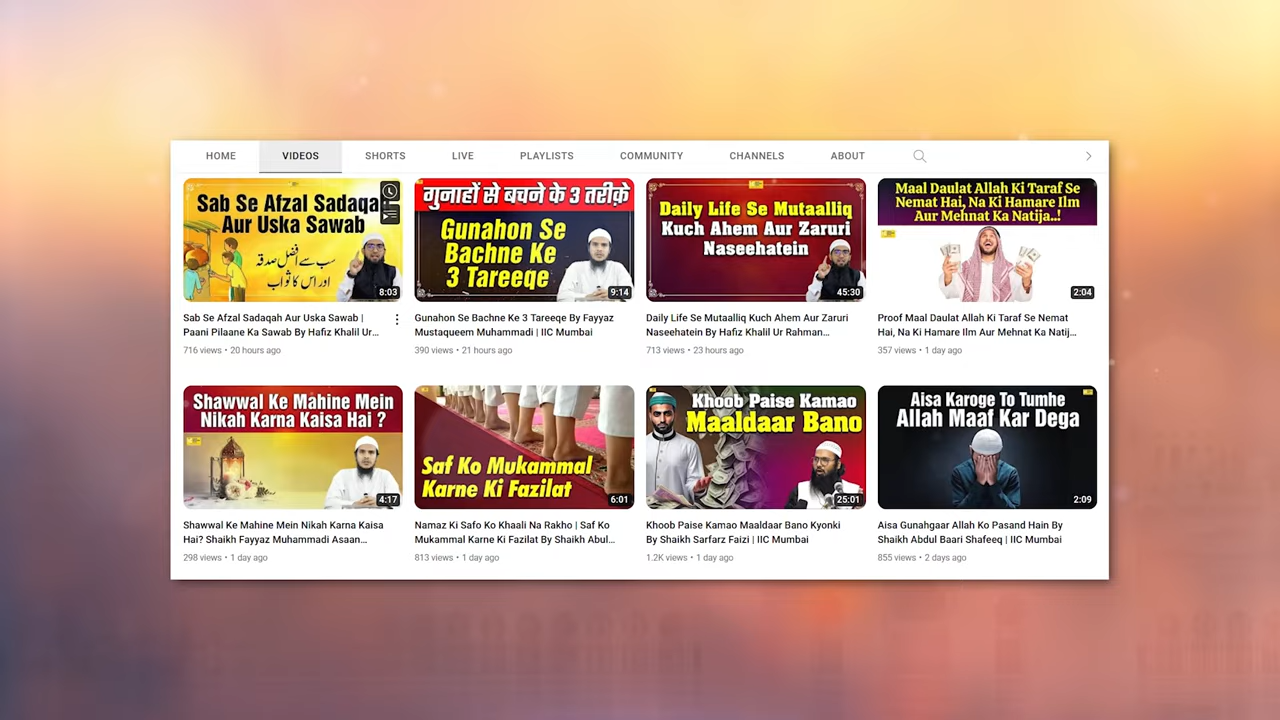 HOME VIDEOS SHORTS LIVE PLAYLISTS COMMUNITY CHANNELS ABOUT
Sab Se Afzal Sadaqa
Aur Uska Sawab
سب سے افضل صدقہ
اور اس کا ثواب
8:03
Sab Se Afzal Sadaqah Aur Uska Sawab |
Paani Pilaane Ka Sawab By Hafiz Khalil Ur...
716 views • 20 hours ago
गुनाहों से बचने के 3 तरीक़े
Gunahon Se
Bachne Ke
3 Tareeqe
9:14
Gunahon Se Bachne Ke 3 Tareeqe By Fayyaz
Mustaqueem Muhammadi | IIC Mumbai
390 views • 21 hours ago
Daily Life Se Mutaalliq
Kuch Ahem Aur Zaruri
Naseehatein
45:30
Daily Life Se Mutaalliq Kuch Ahem Aur Zaruri
Naseehatein By Hafiz Khalil Ur Rahman...
713 views • 23 hours ago
Maal Daulat Allah Ki Taraf Se
Nemat Hai, Na Ki Hamare Ilm
Aur Mehnat Ka Natija..!
2:04
Proof Maal Daulat Allah Ki Taraf Se Nemat
Hai, Na Ki Hamare Ilm Aur Mehnat Ka Natij...
357 views • 1 day ago
Shawwal Ke Mahine Mein
Nikah Karna Kaisa Hai ?
4:17
Shawwal Ke Mahine Mein Nikah Karna Kaisa
Hai? Shaikh Fayyaz Muhammadi Asaan...
298 views • 1 day ago
Saf Ko Mukammal
Karne Ki Fazilat
6:01
Namaz Ki Safo Ko Khaali Na Rakho | Saf Ko
Mukammal Karne Ki Fazilat By Shaikh Abul...
813 views • 1 day ago
Khoob Paise Kamao
Maaldaar Bano
25:01
Khoob Paise Kamao Maaldaar Bano Kyonki
By Shaikh Sarfarz Faizi | IIC Mumbai
1.2K views • 1 day ago
Aisa Karoge To Tumhe
Allah Maaf Kar Dega
2:09
Aisa Gunahgaar Allah Ko Pasand Hain By
Shaikh Abdul Baari Shafeeq | IIC Mumbai
855 views • 2 days ago